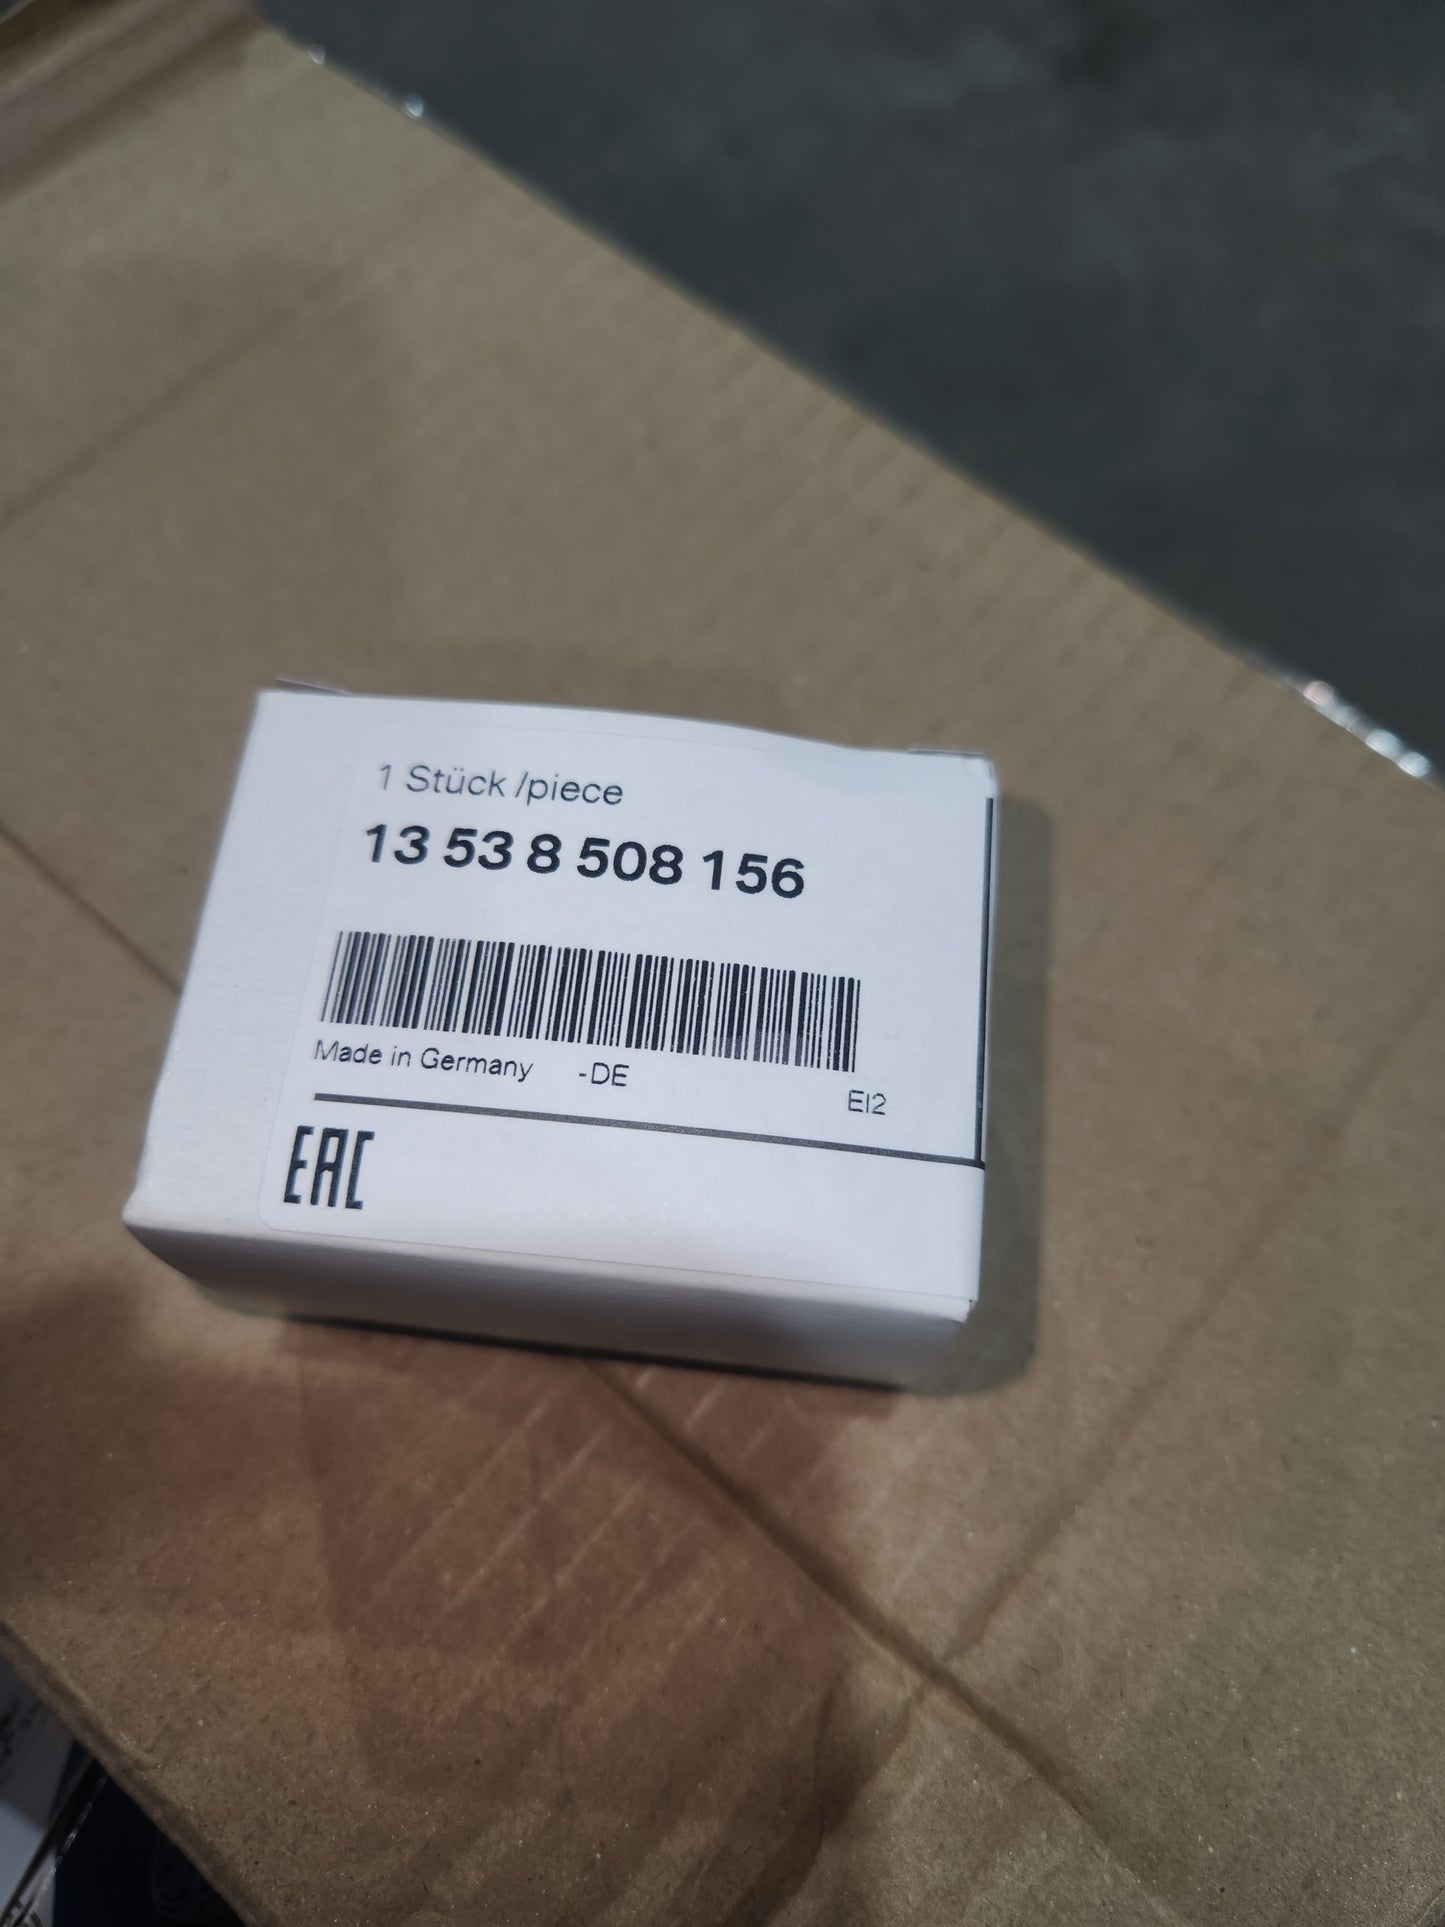 1 Stück /piece
13 53 8 508 156
Made in Germany -DE
EI2
EAC